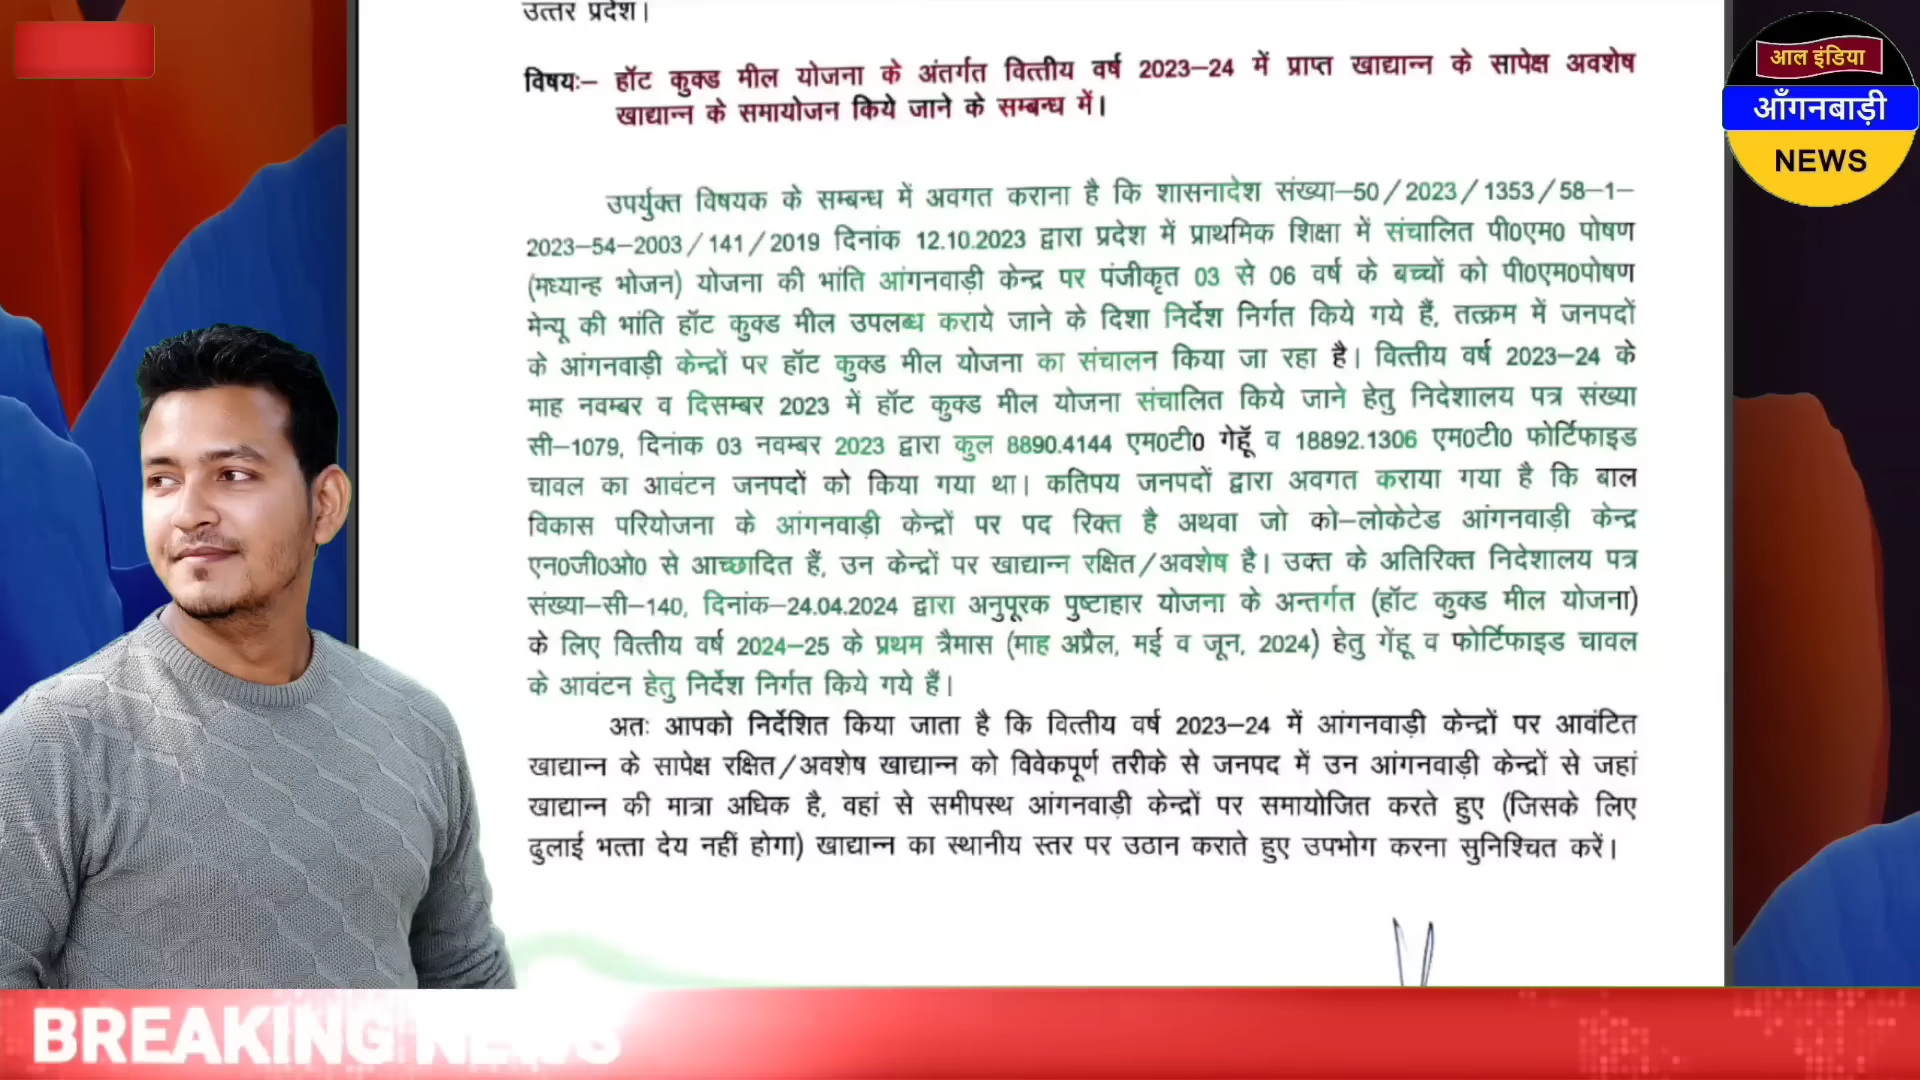 उत्तर प्रदेश।
विषयः– हॉट कुक्ड मील योजना के अंतर्गत वित्तीय वर्ष 2023–24 में प्राप्त खाद्यान्न के सापेक्ष अवशेष
खाद्यान्न के समायोजन किये जाने के सम्बन्ध में।
आल इंडिया
आँगनबाड़ी
NEWS
उपर्युक्त विषयक के सम्बन्ध में अवगत कराना है कि शासनादेश संख्या–50/2023/1353/58–1–
2023–54–2003/141/2019 दिनांक 12.10.2023 द्वारा प्रदेश में प्राथमिक शिक्षा में संचालित पी0एम0 पोषण
(मध्यान्ह भोजन) योजना की भांति आंगनवाड़ी केन्द्र पर पंजीकृत 03 से 06 वर्ष के बच्चों को पी0एम0पोषण
मेन्यू की भांति हॉट कुक्ड मील उपलब्ध कराये जाने के दिशा निर्देश निर्गत किये गये हैं, तत्क्रम में जनपदों
के आंगनवाड़ी केन्द्रों पर हॉट कुक्ड मील योजना का संचालन किया जा रहा है। वित्तीय वर्ष 2023–24 के
माह नवम्बर व दिसम्बर 2023 में हॉट कुक्ड मील योजना संचालित किये जाने हेतु निदेशालय पत्र संख्या
सी–1079, दिनांक 03 नवम्बर 2023 द्वारा कुल 8890.4144 एम0टी0 गेहूॅ व 18892.1306 एम0टी0 फोर्टिफाइड
चावल का आवंटन जनपदों को किया गया था। कतिपय जनपदों द्वारा अवगत कराया गया है कि बाल
विकास परियोजना के आंगनवाड़ी केन्द्रों पर पद रिक्त है अथवा जो को–लोकेटेड आंगनवाड़ी केन्द्र
एन0जी0ओ0 से आच्छादित हैं, उन केन्द्रों पर खाद्यान्न रक्षित/अवशेष है। उक्त के अतिरिक्त निदेशालय पत्र
संख्या–सी–140, दिनांक–24.04.2024 द्वारा अनुपूरक पुष्टाहार योजना के अन्तर्गत (हॉट कुक्ड मील योजना)
के लिए वित्तीय वर्ष 2024–25 के प्रथम त्रैमास (माह अप्रैल, मई व जून, 2024) हेतु गेंहू व फोर्टिफाइड चावल
के आवंटन हेतु निर्देश निर्गत किये गये हैं।
अतः आपको निर्देशित किया जाता है कि वित्तीय वर्ष 2023–24 में आंगनवाड़ी केन्द्रों पर आवंटित
खाद्यान्न के सापेक्ष रक्षित/अवशेष खाद्यान्न को विवेकपूर्ण तरीके से जनपद में उन आंगनवाड़ी केन्द्रों से जहां
खाद्यान्न की मात्रा अधिक है, वहां से समीपस्थ आंगनवाड़ी केन्द्रों पर समायोजित करते हुए (जिसके लिए
ढुलाई भत्ता देय नहीं होगा) खाद्यान्न का स्थानीय स्तर पर उठान कराते हुए उपभोग करना सुनिश्चित करें।
BREAKING NEWS